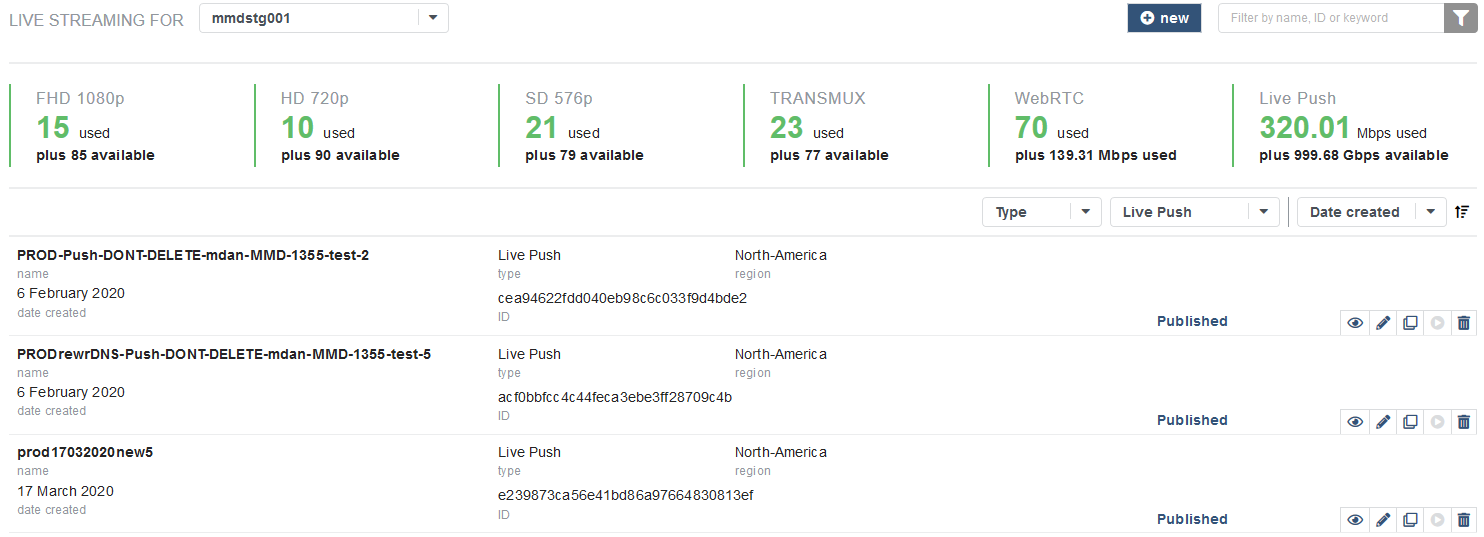 LIVE STREAMING FOR mmdstg001 new Filter by name, ID or keyword
FHD 1080p HD 720p SD 576p TRANSMUX WebRTC Live Push
15 used 10 used 21 used 23 used 70 used 320.01 Mbps used
plus 85 available plus 90 available plus 79 available plus 77 available plus 139.31 Mbps used plus 999.68 Gbps available
Type Live Push Date created
PROD-Push-DONT-DELETE-mdan-MMD-1355-test-2 Live Push North-America
name type region
6 February 2020 cea94622fdd040eb98c6c033f9d4bde2
date created ID
Published
PRODrewrDNS-Push-DONT-DELETE-mdan-MMD-1355-test-5 Live Push North-America
name type region
6 February 2020 acf0bbfcc4c44feca3ebe3ff28709c4b
date created ID
Published
prod17032020new5 Live Push North-America
name type region
17 March 2020 e239873ca56e41bd86a97664830813ef
date created ID
Published